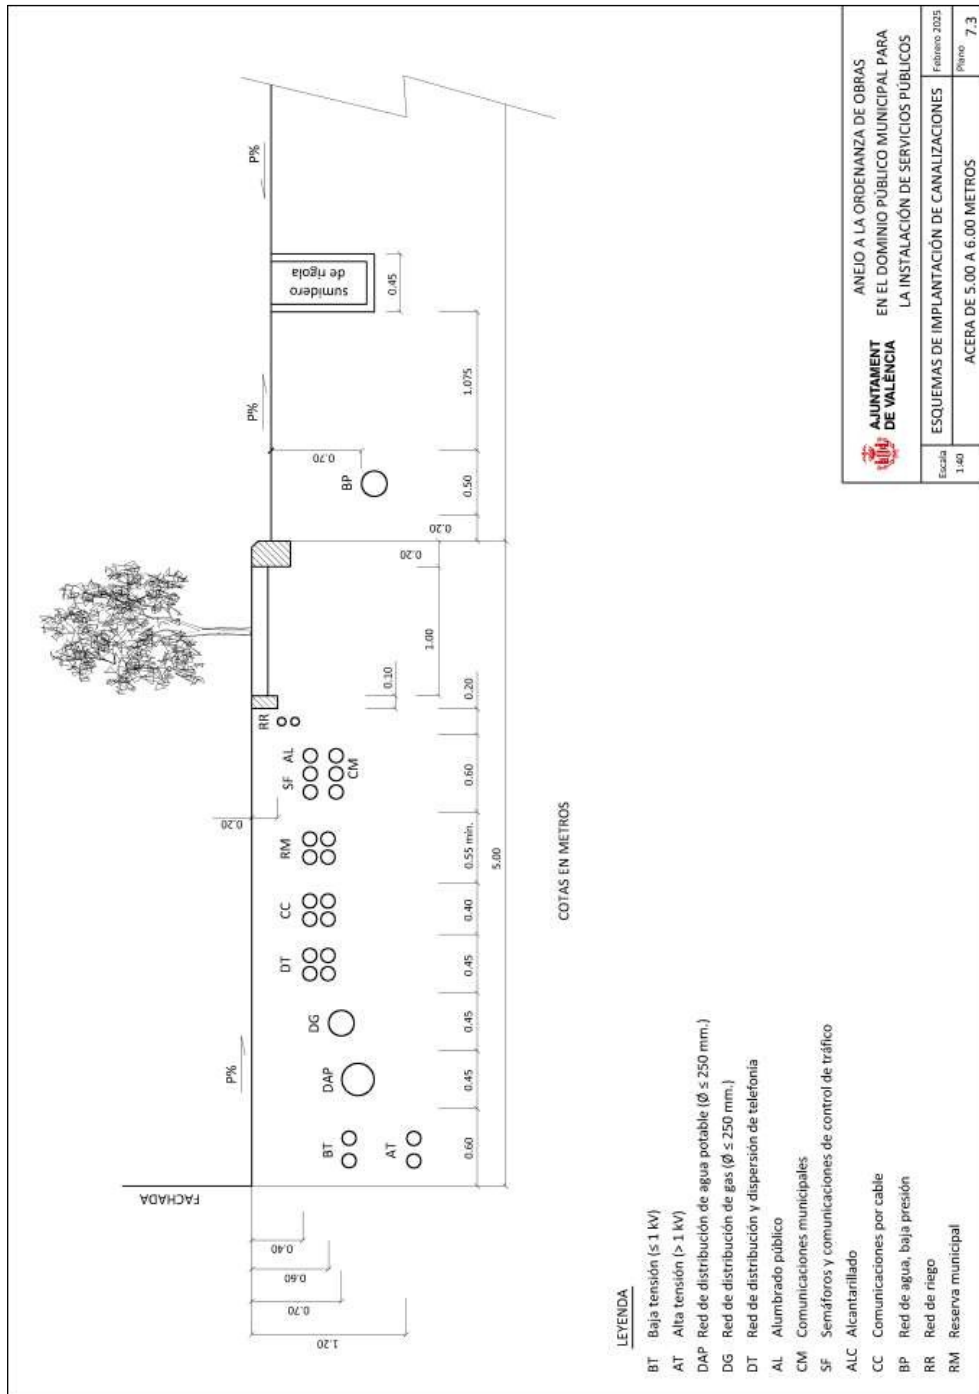 FACHADA
P%
P%
P%
0.40
0.60
0.70
1.20
BT
AT
DAP
DG
DT
CC
RM
SF
AL
CM
RR
BP
0.20
0.70
0.10
1.00
0.20
0.20
sumidero
de rigola
0.45
0.60
0.45
0.45
0.45
0.40
0.55 mín.
0.60
0.20
0.50
1.075
5.00
COTAS EN METROS
LEYENDA
BT Baja tensión (≤ 1 kV)
AT Alta tensión (> 1 kV)
DAP Red de distribución de agua potable (Ø ≤ 250 mm.)
DG Red de distribución de gas (Ø ≤ 250 mm.)
DT Red de distribución y dispersión de telefonía
AL Alumbrado público
CM Comunicaciones municipales
SF Semáforos y comunicaciones de control de tráfico
ALC Alcantarillado
CC Comunicaciones por cable
BP Red de agua, baja presión
RR Red de riego
RM Reserva municipal
AJUNTAMENT
DE VALÈNCIA
ANEJO A LA ORDENANZA DE OBRAS
EN EL DOMINIO PÚBLICO MUNICIPAL PARA
LA INSTALACIÓN DE SERVICIOS PÚBLICOS
Escala
1:40
ESQUEMAS DE IMPLANTACIÓN DE CANALIZACIONES
Febrero 2025
ACERA DE 5.00 A 6.00 METROS
Plano
7.3